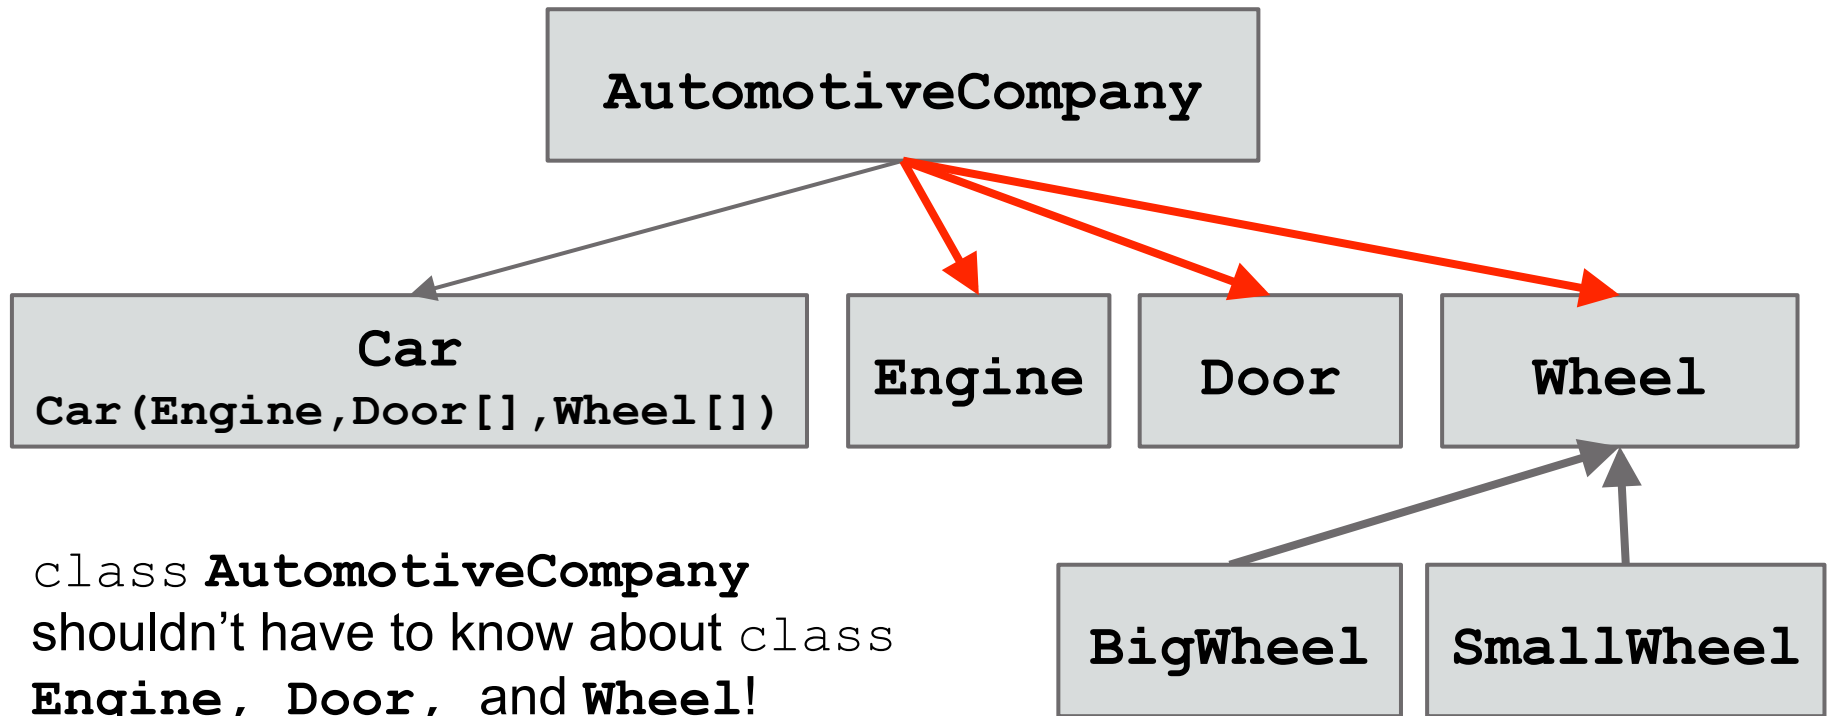 AutomotiveCompany
Car
Car(Engine,Door[],Wheel[])
Engine
Door
Wheel
class AutomotiveCompany
shouldn’t have to know about class
Engine, Door, and Wheel!
BigWheel
SmallWheel